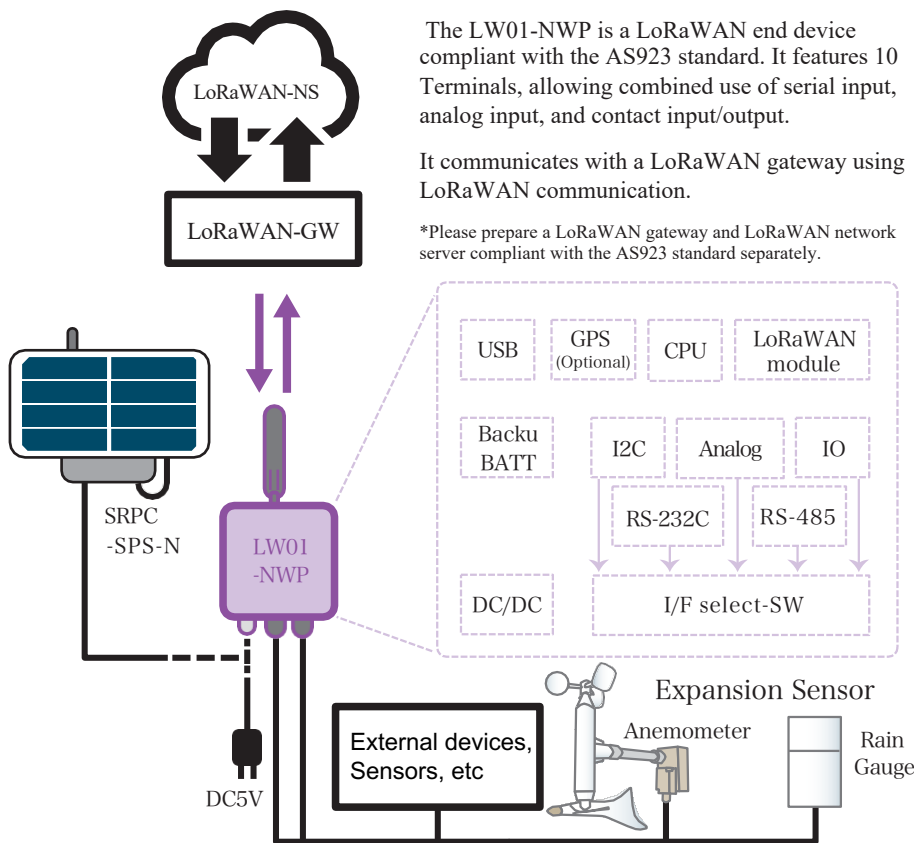 The LW01-NWP is a LoRaWAN end device
compliant with the AS923 standard. It features 10
Terminals, allowing combined use of serial input,
analog input, and contact input/output.
It communicates with a LoRaWAN gateway using
LoRaWAN communication.
*Please prepare a LoRaWAN gateway and LoRaWAN network
server compliant with the AS923 standard separately.
LoRaWAN-NS
LoRaWAN-GW
SRPC
-SPS-N
LW01
-NWP
DC5V
USB
GPS
(Optional)
CPU
LoRaWAN
module
Backu
BATT
I2C
Analog
IO
RS-232C
RS-485
DC/DC
I/F select-SW
External devices,
Sensors, etc
Expansion Sensor
Anemometer
Rain
Gauge